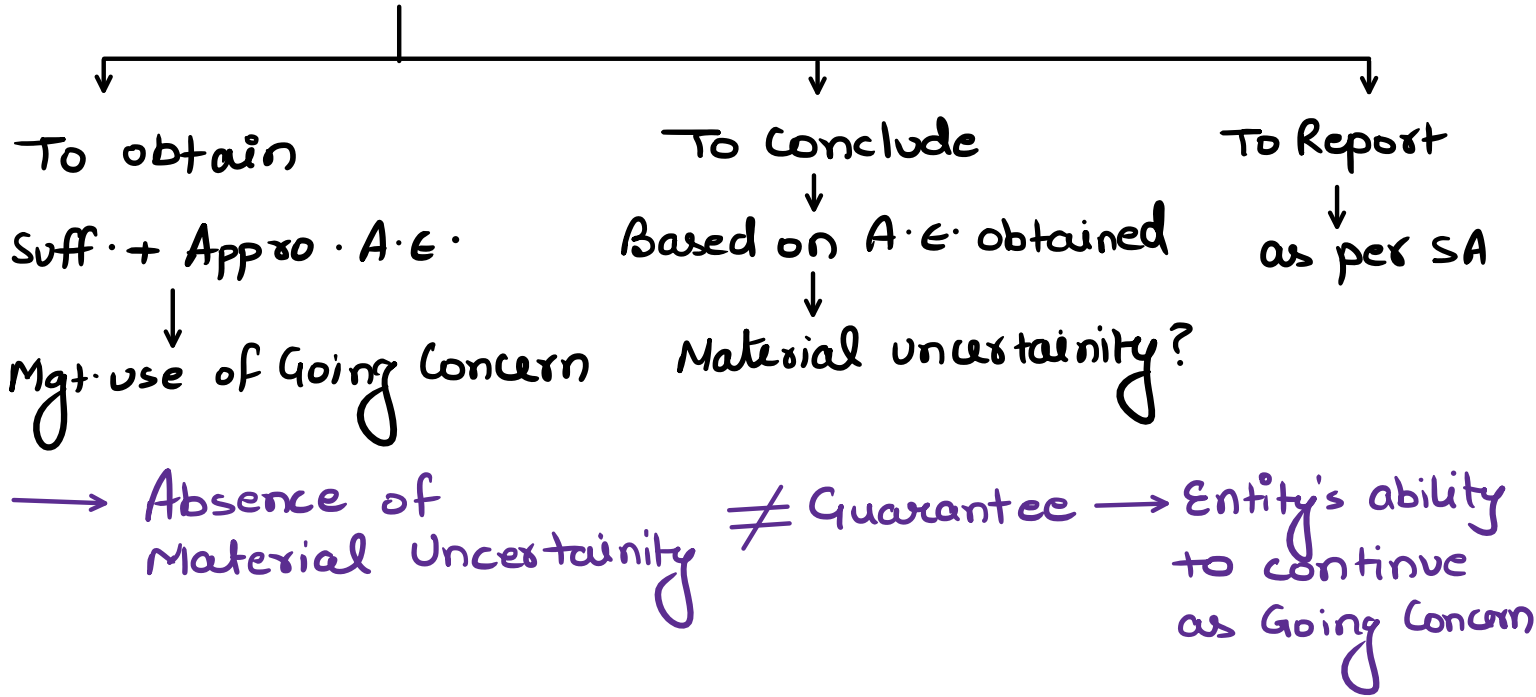 To obtain
Suff. + Appro. A.E.
Mgt. use of Going Concern
To Conclude
Based on A.E. obtained
Material uncertainity?
To Report
as per SA
→ Absence of
Material Uncertainity
≠ Guarantee → Entity's ability
to continue
as Going Concern